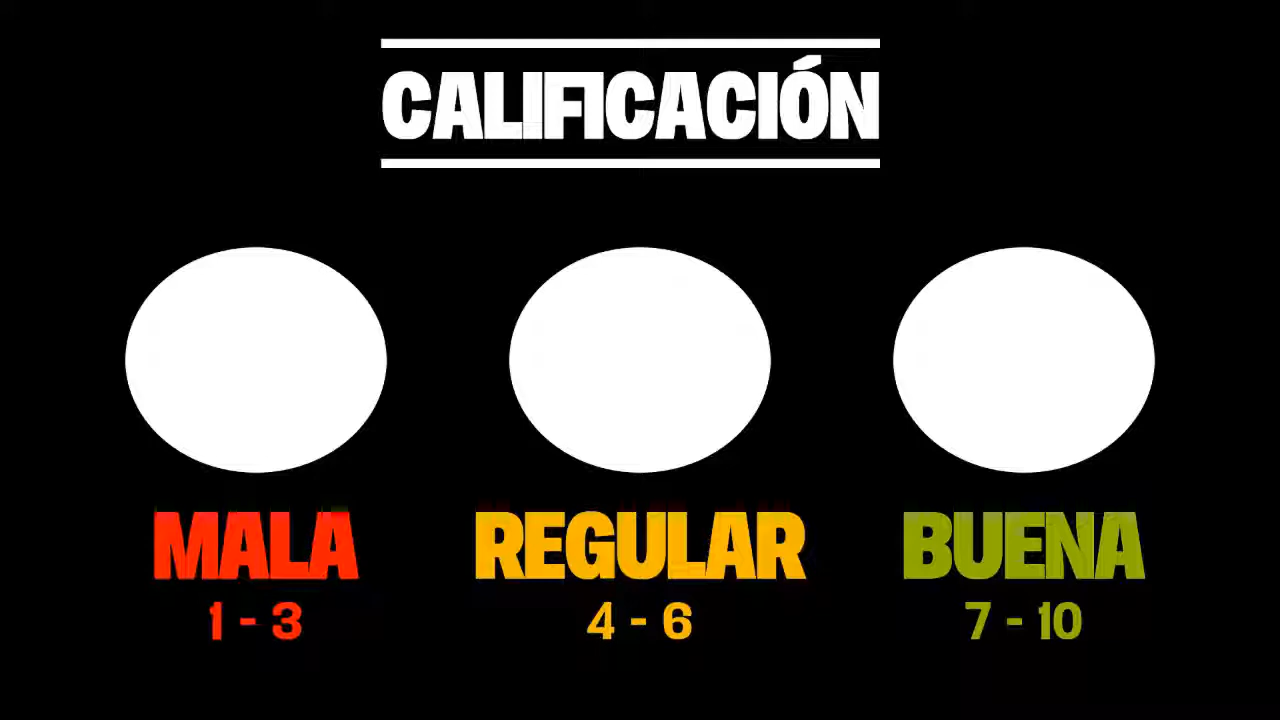 CALIFICACIÓN
MALA
1 - 3
REGULAR
4 - 6
BUENA
7 - 10